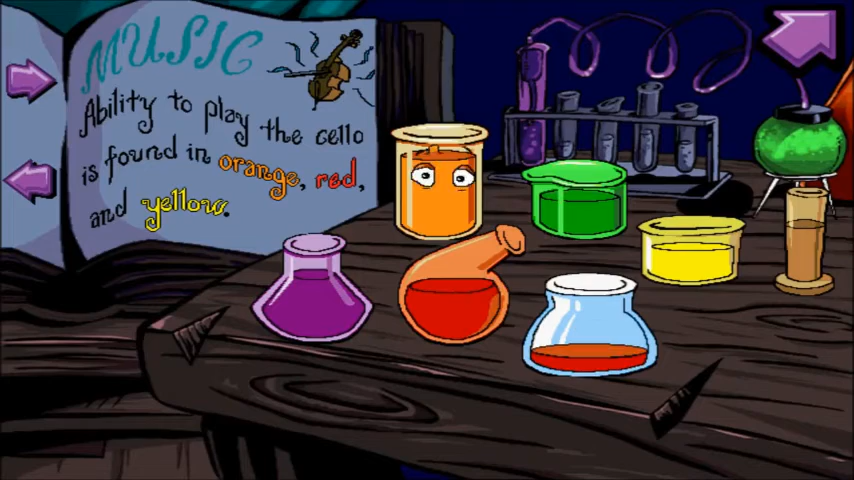 MUSIC
Ability to play the cello
is found in orange, red,
and yellow.